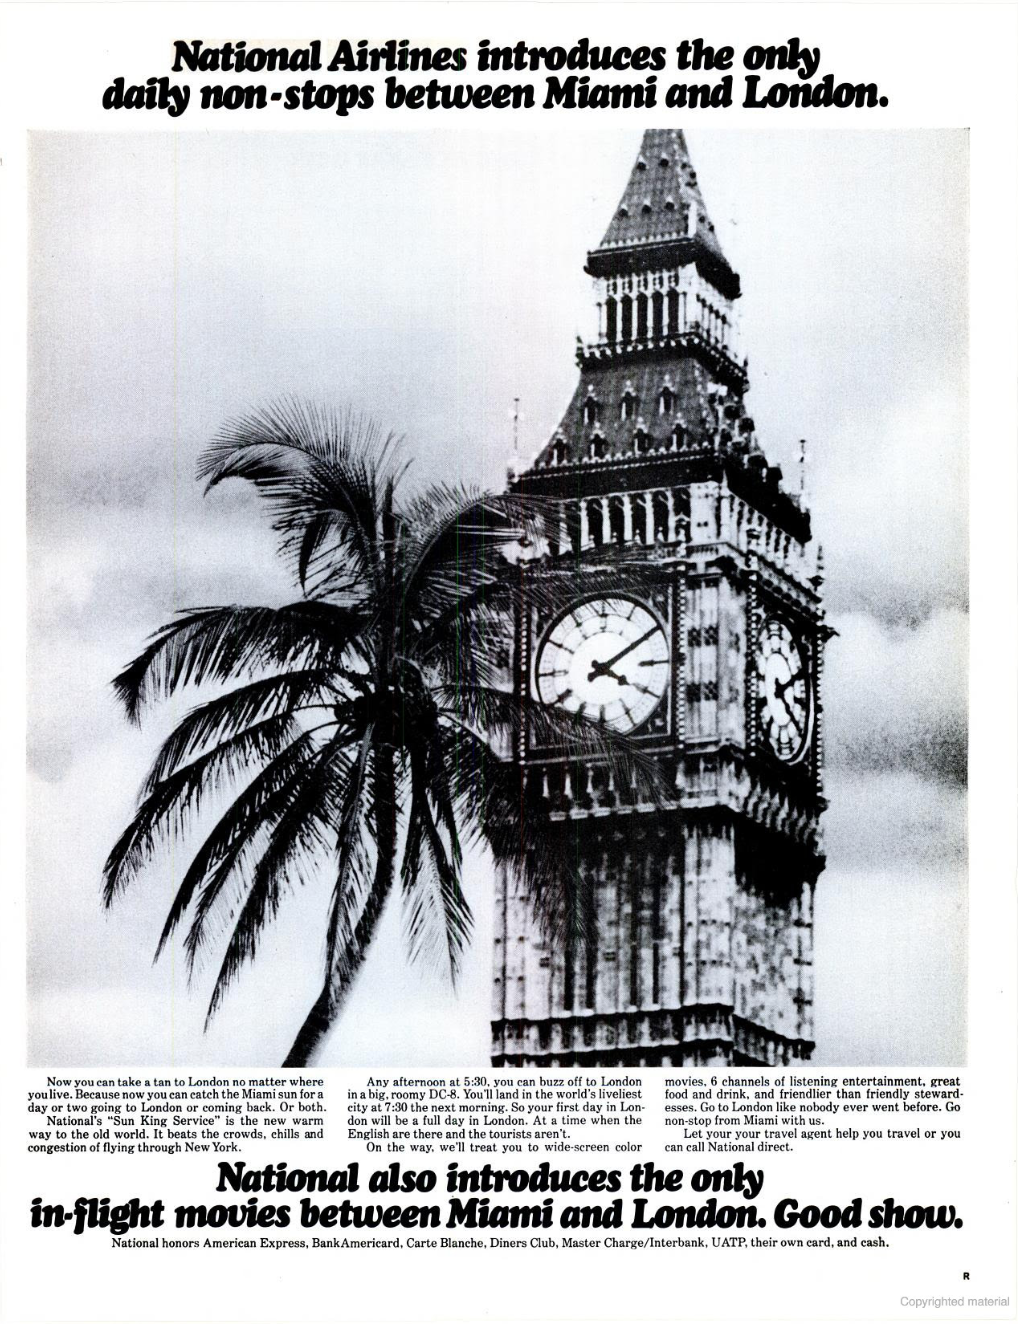 National Airlines introduces the only
daily non-stops between Miami and London.
Now you can take a tan to London no matter where
you live. Because now you can catch the Miami sun for a
day or two going to London or coming back. Or both.
National's "Sun King Service" is the new warm
way to the old world. It beats the crowds, chills and
congestion of flying through New York.
Any afternoon at 5:30, you can buzz off to London
in a big, roomy DC-8. You'll land in the world's liveliest
city at 7:30 the next morning. So your first day in Lon-
don will be a full day in London. At a time when the
English are there and the tourists aren't.
On the way, we'll treat you to wide-screen color
movies, 6 channels of listening entertainment, great
food and drink, and friendlier than friendly steward-
esses. Go to London like nobody ever went before. Go
non-stop from Miami with us.
Let your your travel agent help you travel or you
can call National direct.
National also introduces the only
in-flight movies between Miami and London. Good show.
National honors American Express, BankAmericard, Carte Blanche, Diners Club, Master Charge/Interbank, UATP, their own card, and cash.
R
Copyrighted material